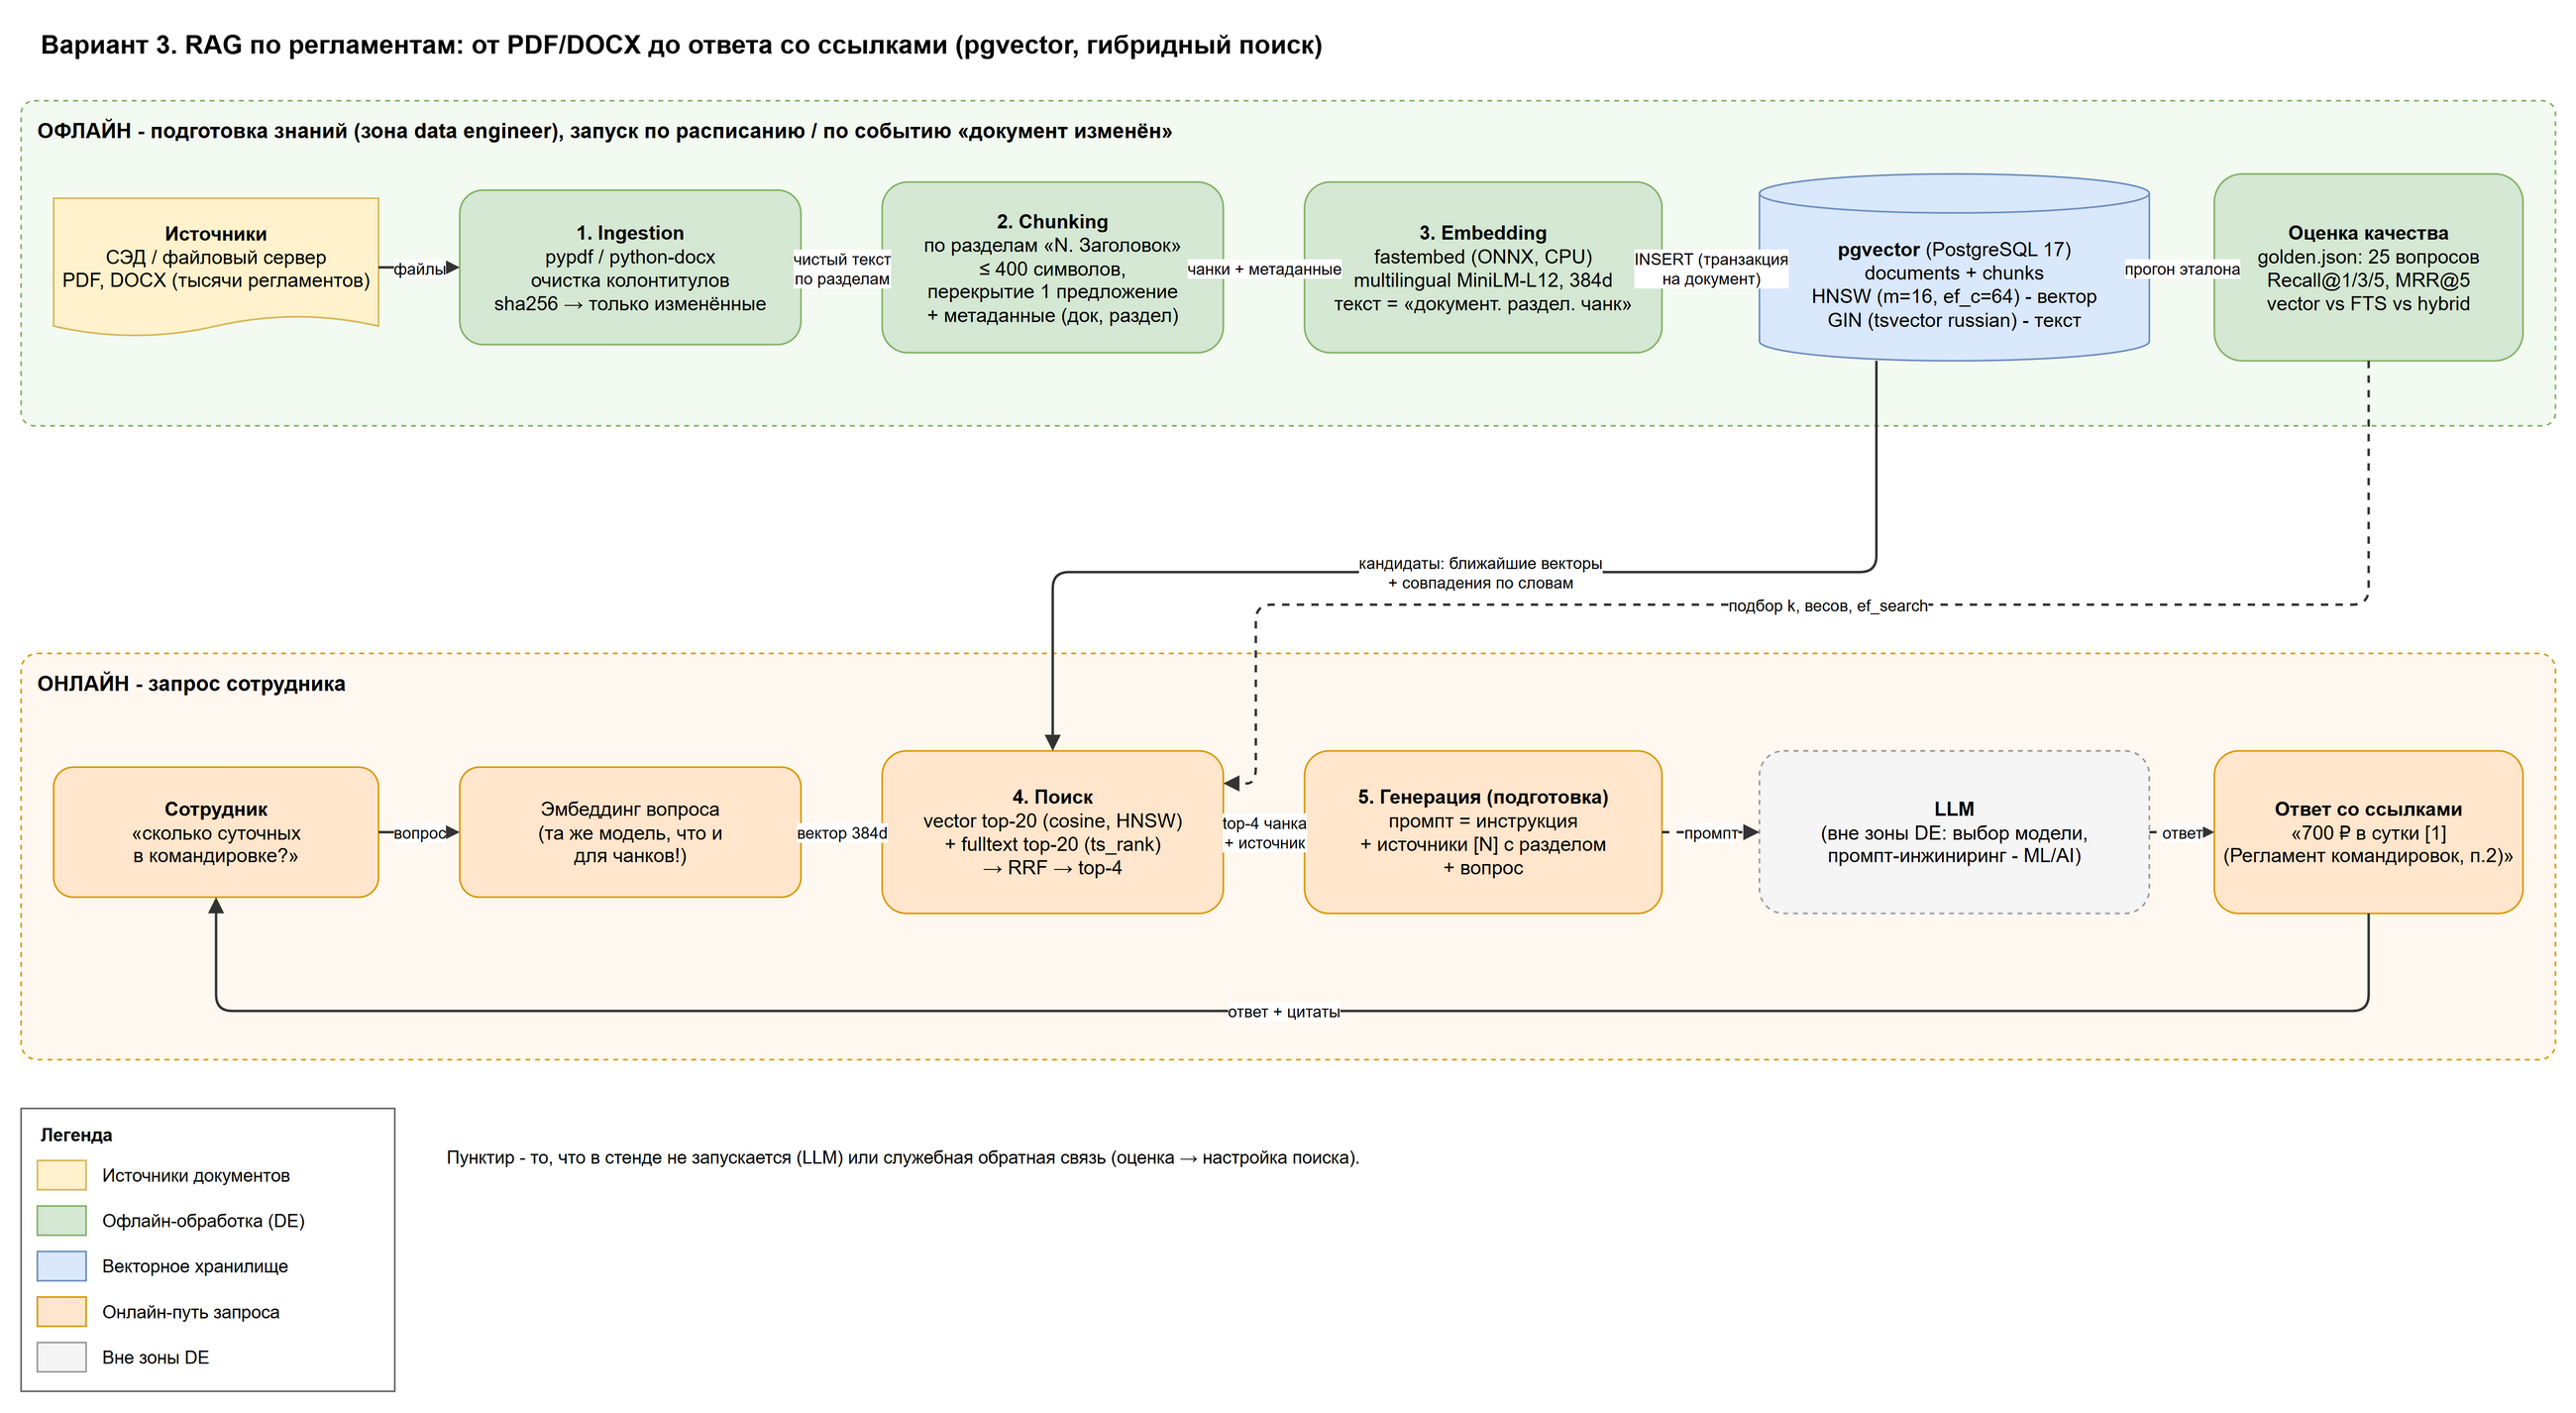 Вариант 3. RAG по регламентам: от PDF/DOCX до ответа со ссылками (pgvector, гибридный поиск)
ОФЛАЙН - подготовка знаний (зона data engineer), запуск по расписанию / по событию «документ изменён»
Источники
СЭД / файловый сервер
PDF, DOCX (тысячи регламентов)
файлы
1. Ingestion
pypdf / python-docx
очистка колонтитулов
sha256 → только изменённые
чистый текст
по разделам
2. Chunking
по разделам «N. Заголовок»
≤ 400 символов,
перекрытие 1 предложение
+ метаданные (док, раздел)
чанки + метаданные
3. Embedding
fastembed (ONNX, CPU)
multilingual MiniLM-L12, 384d
текст = «документ. раздел. чанк»
INSERT (транзакция
на документ)
pgvector (PostgreSQL 17)
documents + chunks
HNSW (m=16, ef_c=64) - вектор
GIN (tsvector russian) - текст
прогон эталона
Оценка качества
golden.json: 25 вопросов
Recall@1/3/5, MRR@5
vector vs FTS vs hybrid
кандидаты: ближайшие векторы
+ совпадения по словам
подбор k, весов, ef_search
ОНЛАЙН - запрос сотрудника
Сотрудник
«сколько суточных
в командировке?»
вопрос
Эмбеддинг вопроса
(та же модель, что и
для чанков!)
вектор 384d
4. Поиск
vector top-20 (cosine, HNSW)
+ fulltext top-20 (ts_rank)
→ RRF → top-4
top-4 чанка
+ источник
5. Генерация (подготовка)
промпт = инструкция
+ источники [N] с разделом
+ вопрос
промпт
LLM
(вне зоны DE: выбор модели,
промпт-инжиниринг - ML/AI)
ответ
Ответ со ссылками
«700 ₽ в сутки [1]
(Регламент командировок, п.2)»
ответ + цитаты
Легенда
Источники документов
Офлайн-обработка (DE)
Векторное хранилище
Онлайн-путь запроса
Вне зоны DE
Пунктир - то, что в стенде не запускается (LLM) или служебная обратная связь (оценка → настройка поиска).